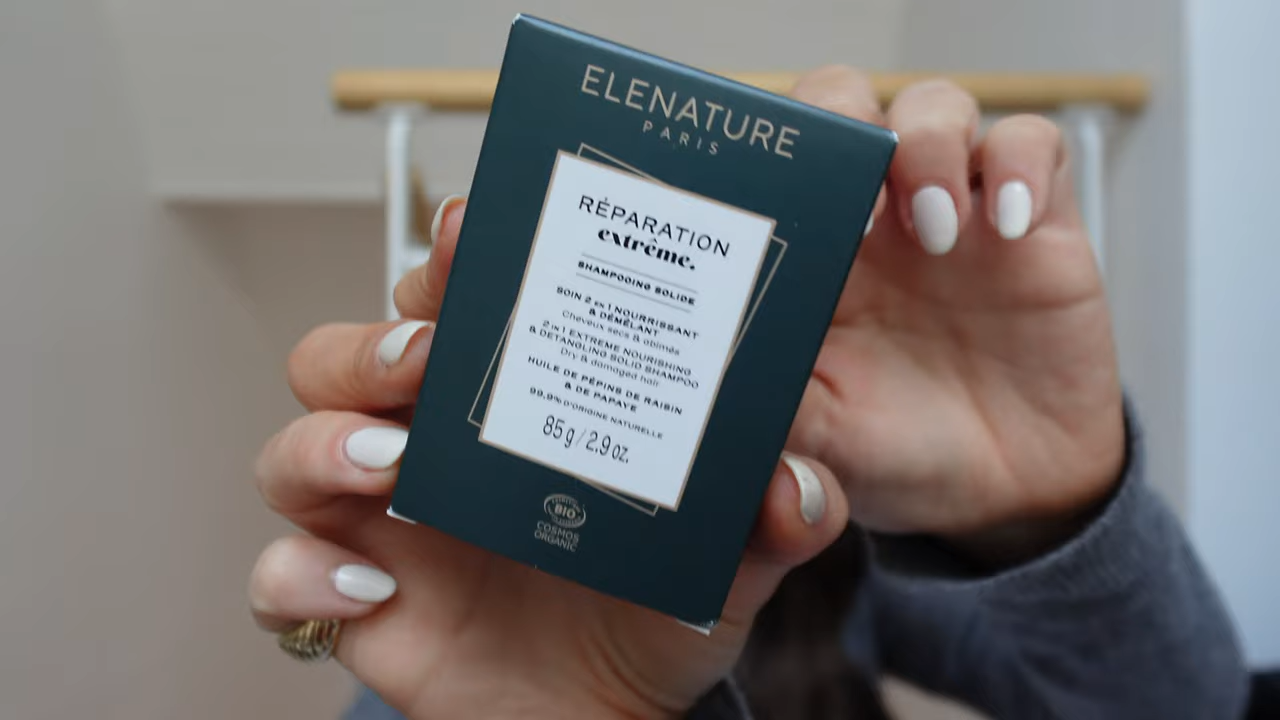 ELENATURE
PARIS
RÉPARATION
extrême.
SHAMPOOING SOLIDE
SOIN 2 EN 1 NOURRISSANT
& DÉMÊLANT
Cheveux secs & abîmés
2 IN 1 EXTREME NOURISHING
& DETANGLING SOLID SHAMPOO
Dry & damaged hair
HUILE DE PÉPINS DE RAISIN
& DE PAPAYE
99,9% D'ORIGINE NATURELLE
85 g / 2.9 oz.
BIO
COSMOS
ORGANIC